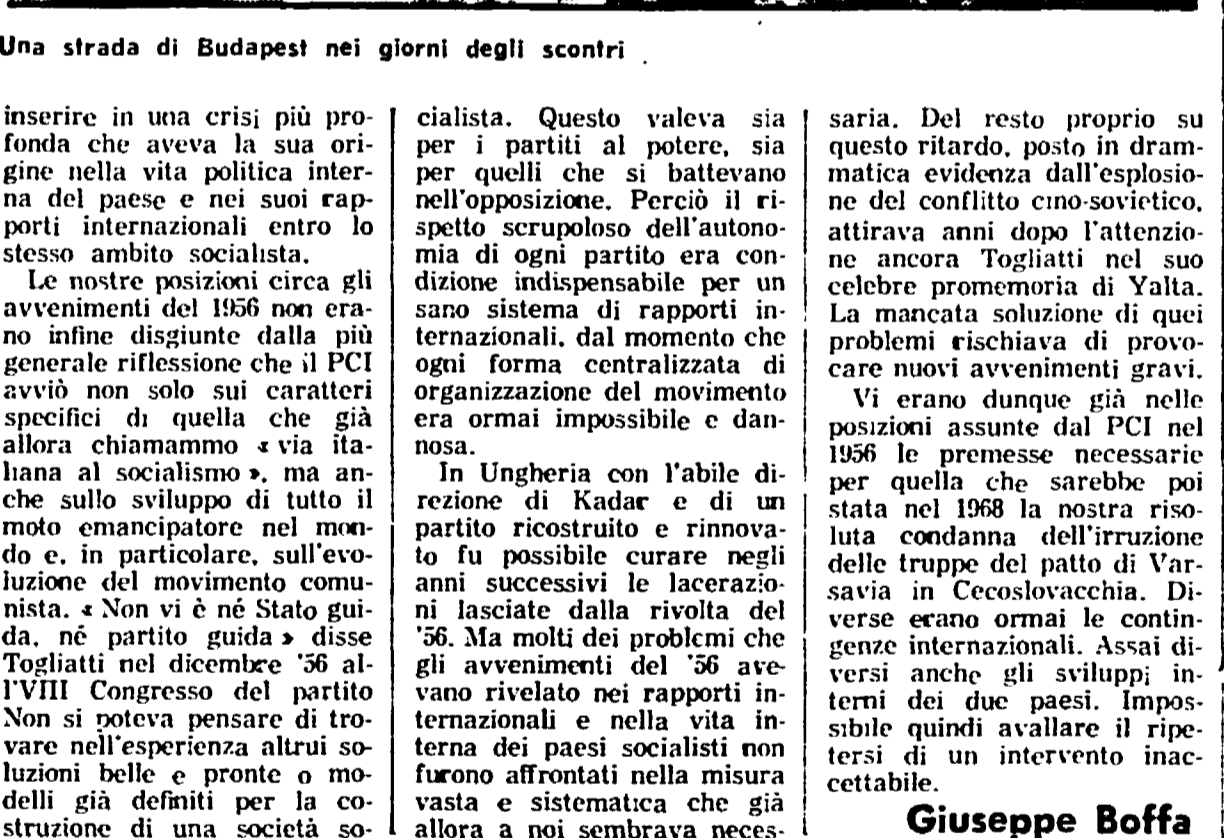 Una strada di Budapest nei giorni degli scontri
inserire in una crisi più pro-
fonda che aveva la sua ori-
gine nella vita politica inter-
na del paese e nei suoi rap-
porti internazionali entro lo
stesso ambito socialista.
Le nostre posizioni circa gli
avvenimenti del 1956 non era-
no infine disgiunte dalla più
generale riflessione che il PCI
avviò non solo sui caratteri
specifici di quella che già
allora chiamammo « via ita-
liana al socialismo », ma an-
che sullo sviluppo di tutto il
moto emancipatore nel mon-
do e, in particolare, sull'evo-
luzione del movimento comu-
nista. « Non vi è né Stato gui-
da, né partito guida » disse
Togliatti nel dicembre '56 al-
l'VIII Congresso del partito
Non si poteva pensare di tro-
vare nell'esperienza altrui so-
luzioni belle e pronte o mo-
delli già definiti per la co-
struzione di una società so-
cialista. Questo valeva sia
per i partiti al potere, sia
per quelli che si battevano
nell'opposizione. Perciò il ri-
spetto scrupoloso dell'autono-
mia di ogni partito era con-
dizione indispensabile per un
sano sistema di rapporti in-
ternazionali, dal momento che
ogni forma centralizzata di
organizzazione del movimento
era ormai impossibile e dan-
nosa.
In Ungheria con l'abile di-
rezione di Kadar e di un
partito ricostruito e rinnova-
to fu possibile curare negli
anni successivi le lacerazio-
ni lasciate dalla rivolta del
'56. Ma molti dei problemi che
gli avvenimenti del '56 ave-
vano rivelato nei rapporti in-
ternazionali e nella vita in-
terna dei paesi socialisti non
furono affrontati nella misura
vasta e sistematica che già
allora a noi sembrava neces-
saria. Del resto proprio su
questo ritardo, posto in dram-
matica evidenza dall'esplosio-
ne del conflitto cino-sovietico,
attirava anni dopo l'attenzio-
ne ancora Togliatti nel suo
celebre promemoria di Yalta.
La mancata soluzione di quei
problemi rischiava di provo-
care nuovi avvenimenti gravi.
Vi erano dunque già nelle
posizioni assunte dal PCI nel
1956 le premesse necessarie
per quella che sarebbe poi
stata nel 1968 la nostra riso-
luta condanna dell'irruzione
delle truppe del patto di Var-
savia in Cecoslovacchia. Di-
verse erano ormai le contin-
genze internazionali. Assai di-
versi anche gli sviluppi in-
terni dei due paesi. Impos-
sibile quindi avallare il ripe-
tersi di un intervento inac-
cettabile.
Giuseppe Boffa